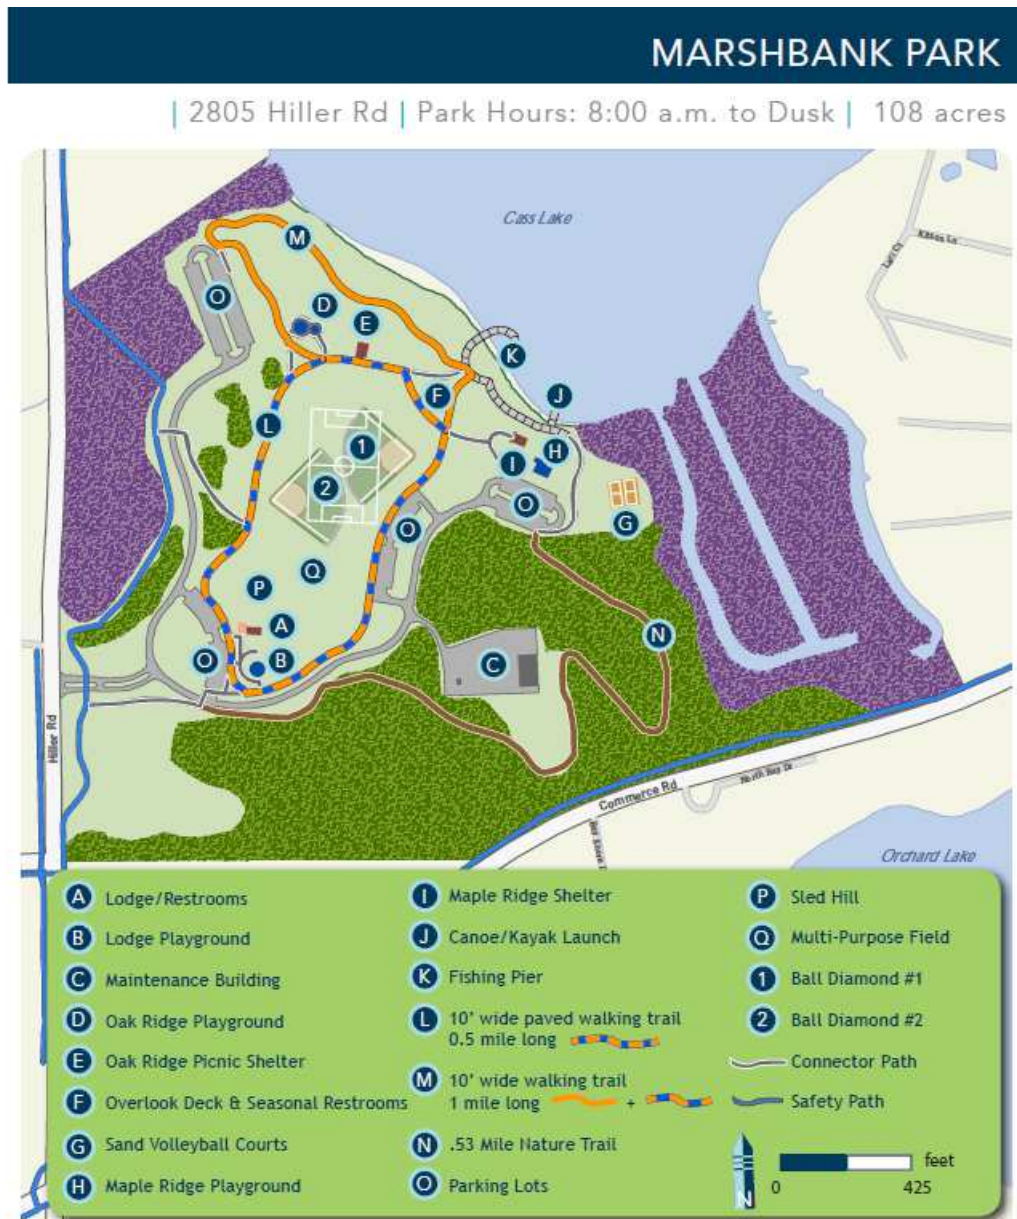 MARSHBANK PARK
| 2805 Hiller Rd | Park Hours: 8:00 a.m. to Dusk | 108 acres
Cass Lake
Kittos Ln
M
O
D
E
K
F
J
L
1
I
H
2
O
O
G
Q
P
A
N
O
B
C
Hiller Rd
North Bay Dr
Commerce Rd
Orchard Lake
A Lodge/Restrooms
B Lodge Playground
C Maintenance Building
D Oak Ridge Playground
E Oak Ridge Picnic Shelter
F Overlook Deck & Seasonal Restrooms
G Sand Volleyball Courts
H Maple Ridge Playground
I Maple Ridge Shelter
J Canoe/Kayak Launch
K Fishing Pier
L 10' wide paved walking trail
0.5 mile long
M 10' wide walking trail
1 mile long +
N .53 Mile Nature Trail
O Parking Lots
P Sled Hill
Q Multi-Purpose Field
1 Ball Diamond #1
2 Ball Diamond #2
Connector Path
Safety Path
N
feet
0 425